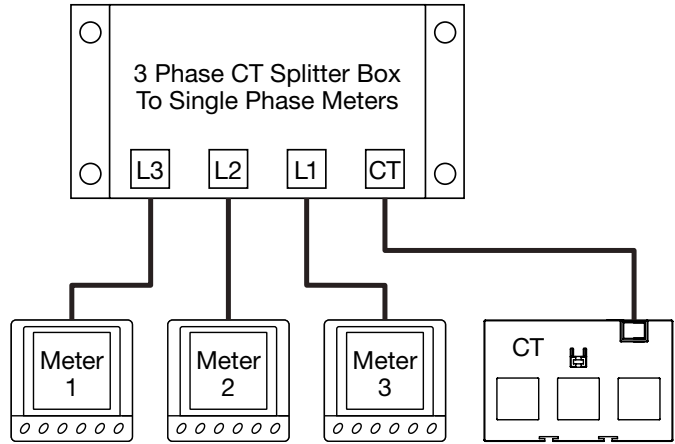 3 Phase CT Splitter Box
To Single Phase Meters
L3 L2 L1 CT
Meter
1
Meter
2
Meter
3
CT